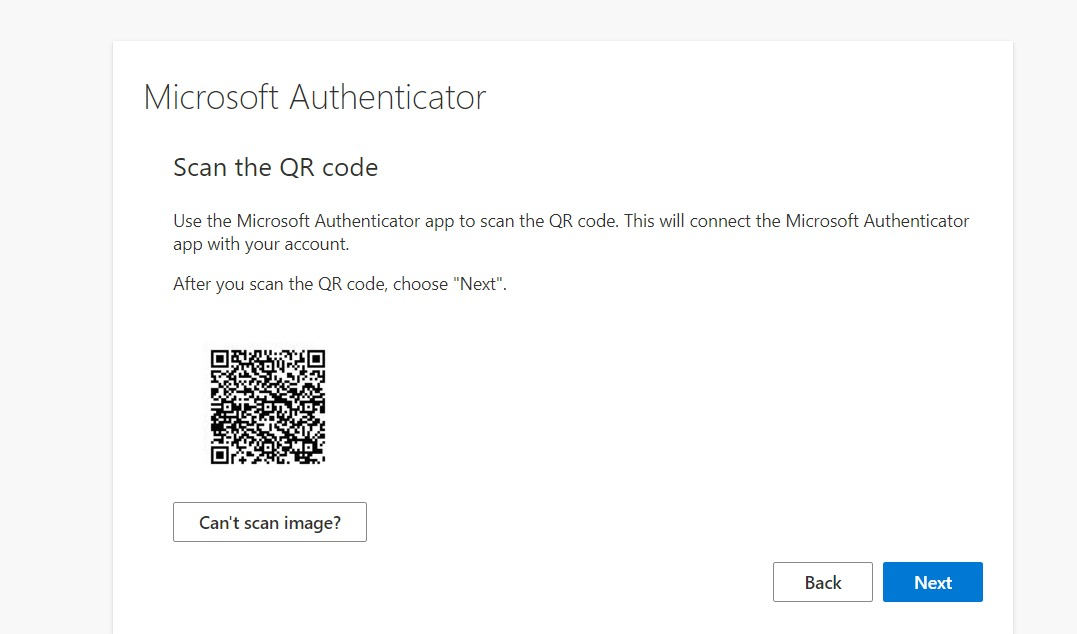 Microsoft Authenticator
Scan the QR code
Use the Microsoft Authenticator app to scan the QR code. This will connect the Microsoft Authenticator
app with your account.
After you scan the QR code, choose "Next".
Can't scan image?
Back
Next